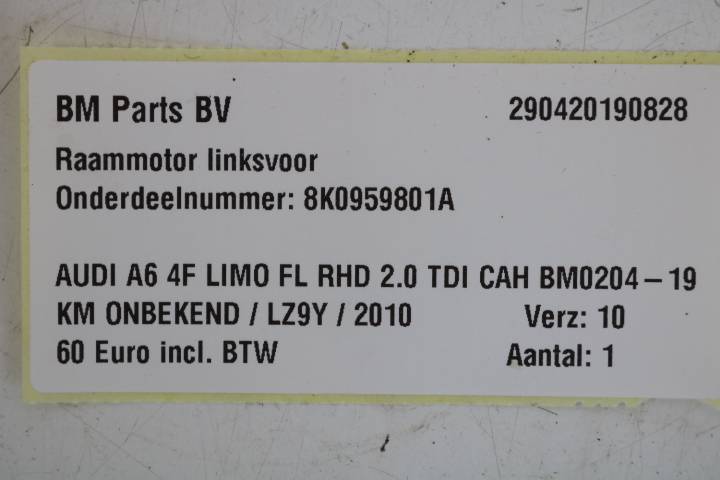 BM Parts BV 290420190828
Raammotor linksvoor
Onderdeelnummer: 8K0959801A
AUDI A6 4F LIMO FL RHD 2.0 TDI CAH BM0204-19
KM ONBEKEND / LZ9Y / 2010 Verz: 10
60 Euro incl. BTW Aantal: 1